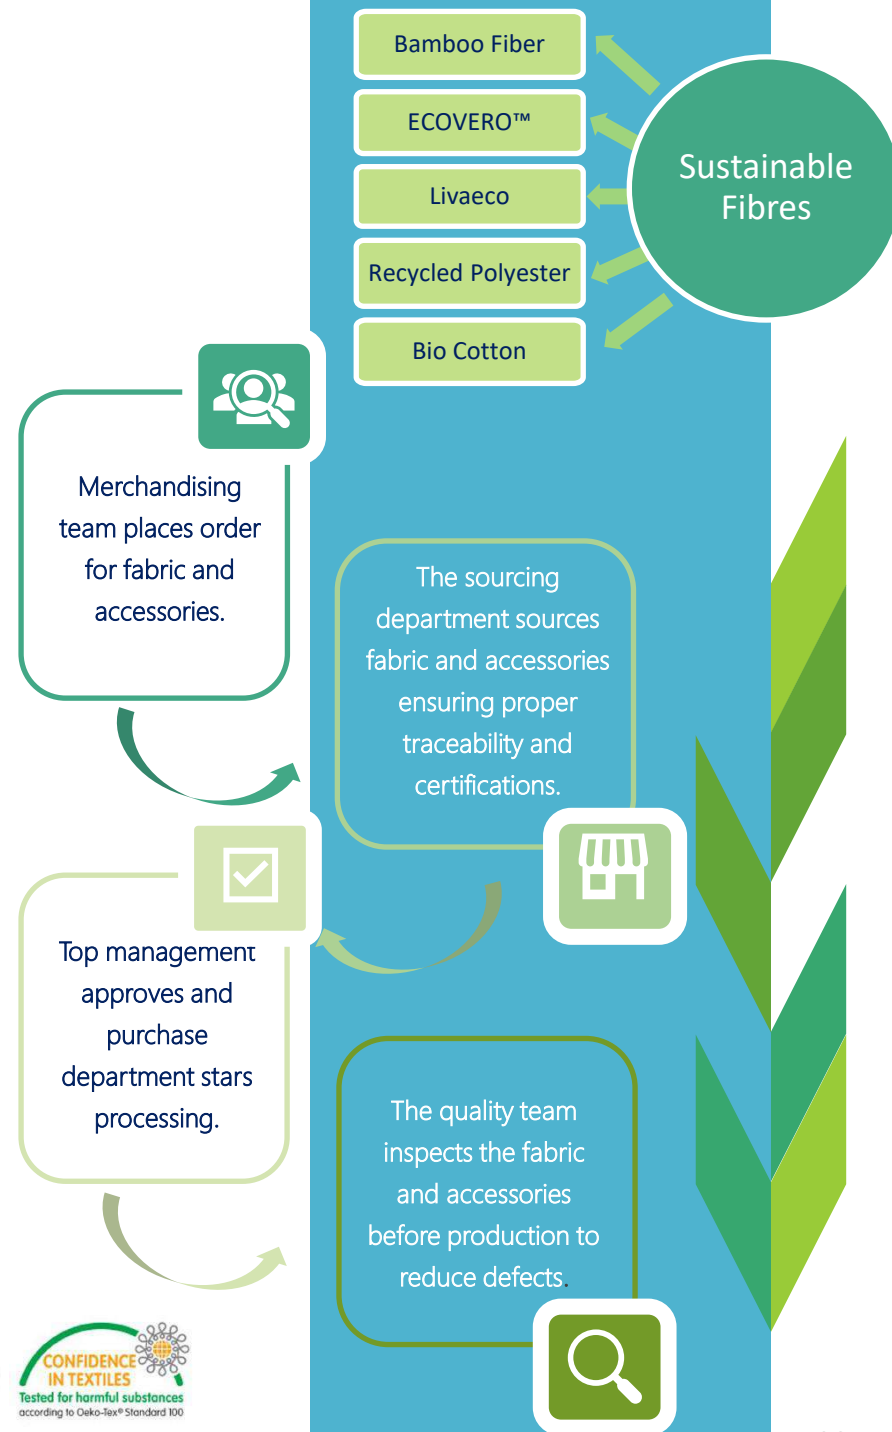 Bamboo Fiber
ECOVERO™
Livaeco
Recycled Polyester
Bio Cotton
Sustainable
Fibres
Merchandising
team places order
for fabric and
accessories.
The sourcing
department sources
fabric and accessories
ensuring proper
traceability and
certifications.
Top management
approves and
purchase
department stars
processing.
The quality team
inspects the fabric
and accessories
before production to
reduce defects.
CONFIDENCE
IN TEXTILES
Tested for harmful substances
according to Oeko-Tex® Standard 100